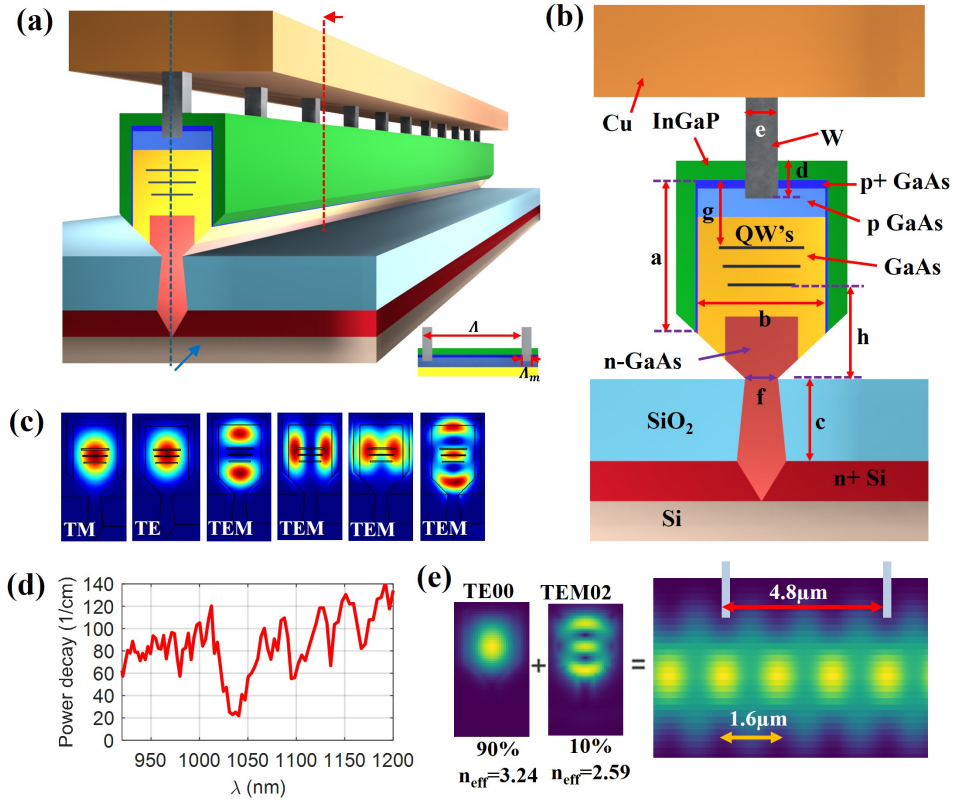 (a)
Λ
Λm
(b)
Cu
InGaP
e
W
d
p+ GaAs
g
p GaAs
QW's
GaAs
a
b
h
n-GaAs
f
SiO2
c
n+ Si
Si
(c)
TM
TE
TEM
TEM
TEM
TEM
(d)
Power decay (1/cm)
140
120
100
80
60
40
20
0
950
1000
1050
1100
1150
1200
λ (nm)
(e)
TE00
TEM02
+
=
90%
10%
neff=3.24
neff=2.59
4.8µm
1.6µm